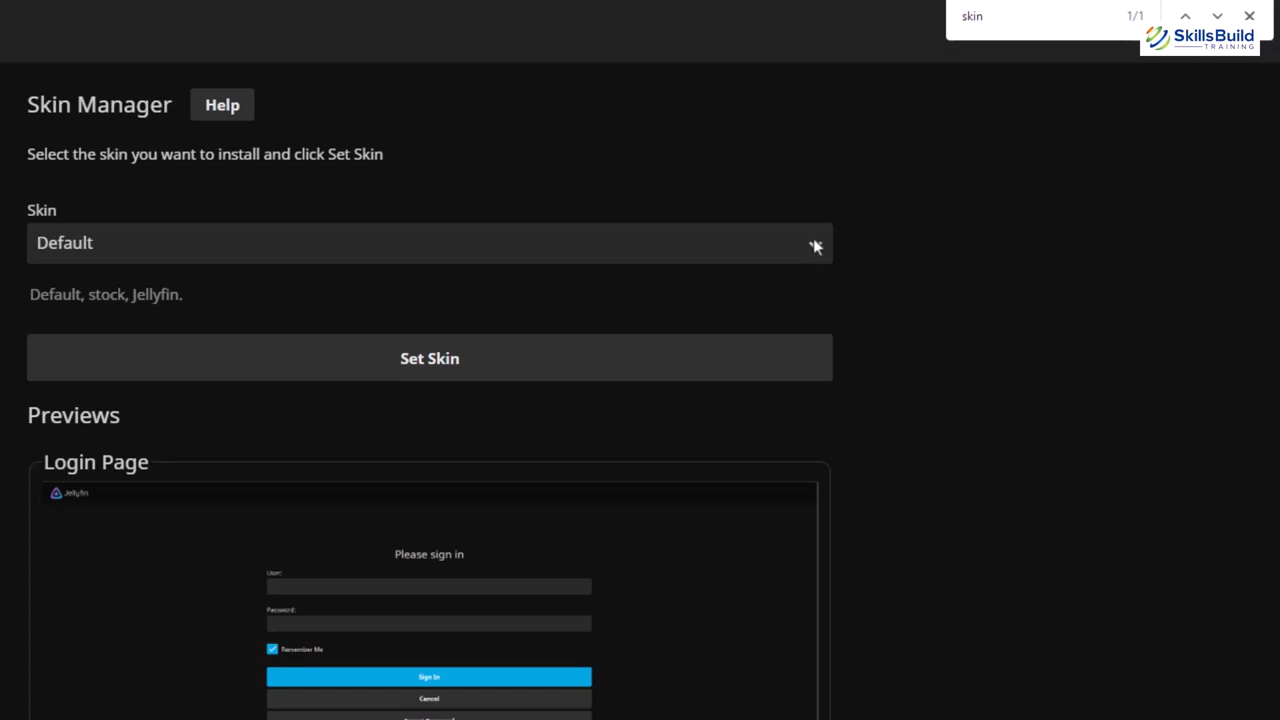 skin
1/1
SkillsBuild
TRAINING
Skin Manager
Help
Select the skin you want to install and click Set Skin
Skin
Default
Default, stock, Jellyfin.
Set Skin
Previews
Login Page
Jellyfin
Please sign in
User:
Password:
Remember Me
Sign In
Cancel